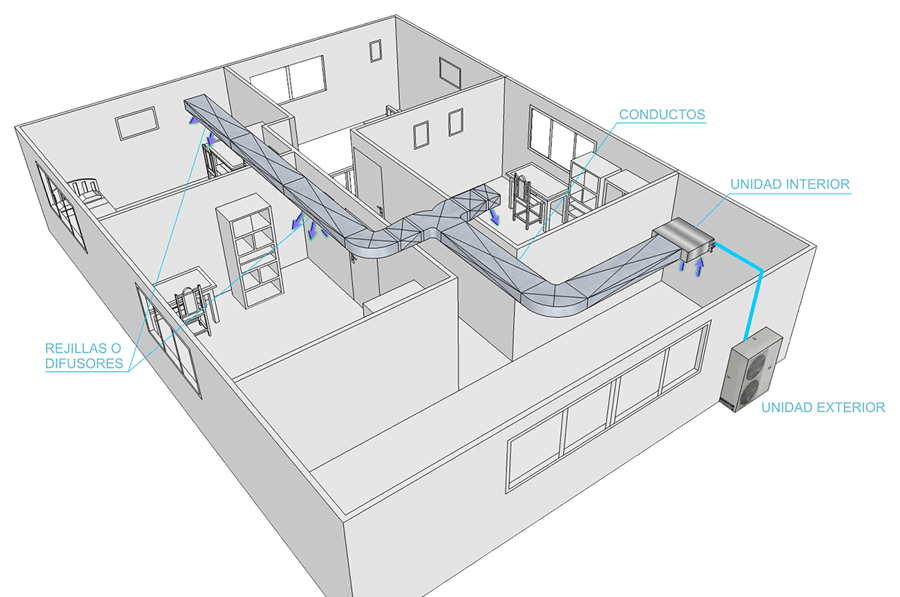 CONDUCTOS
UNIDAD INTERIOR
REJILLAS O
DIFUSORES
UNIDAD EXTERIOR